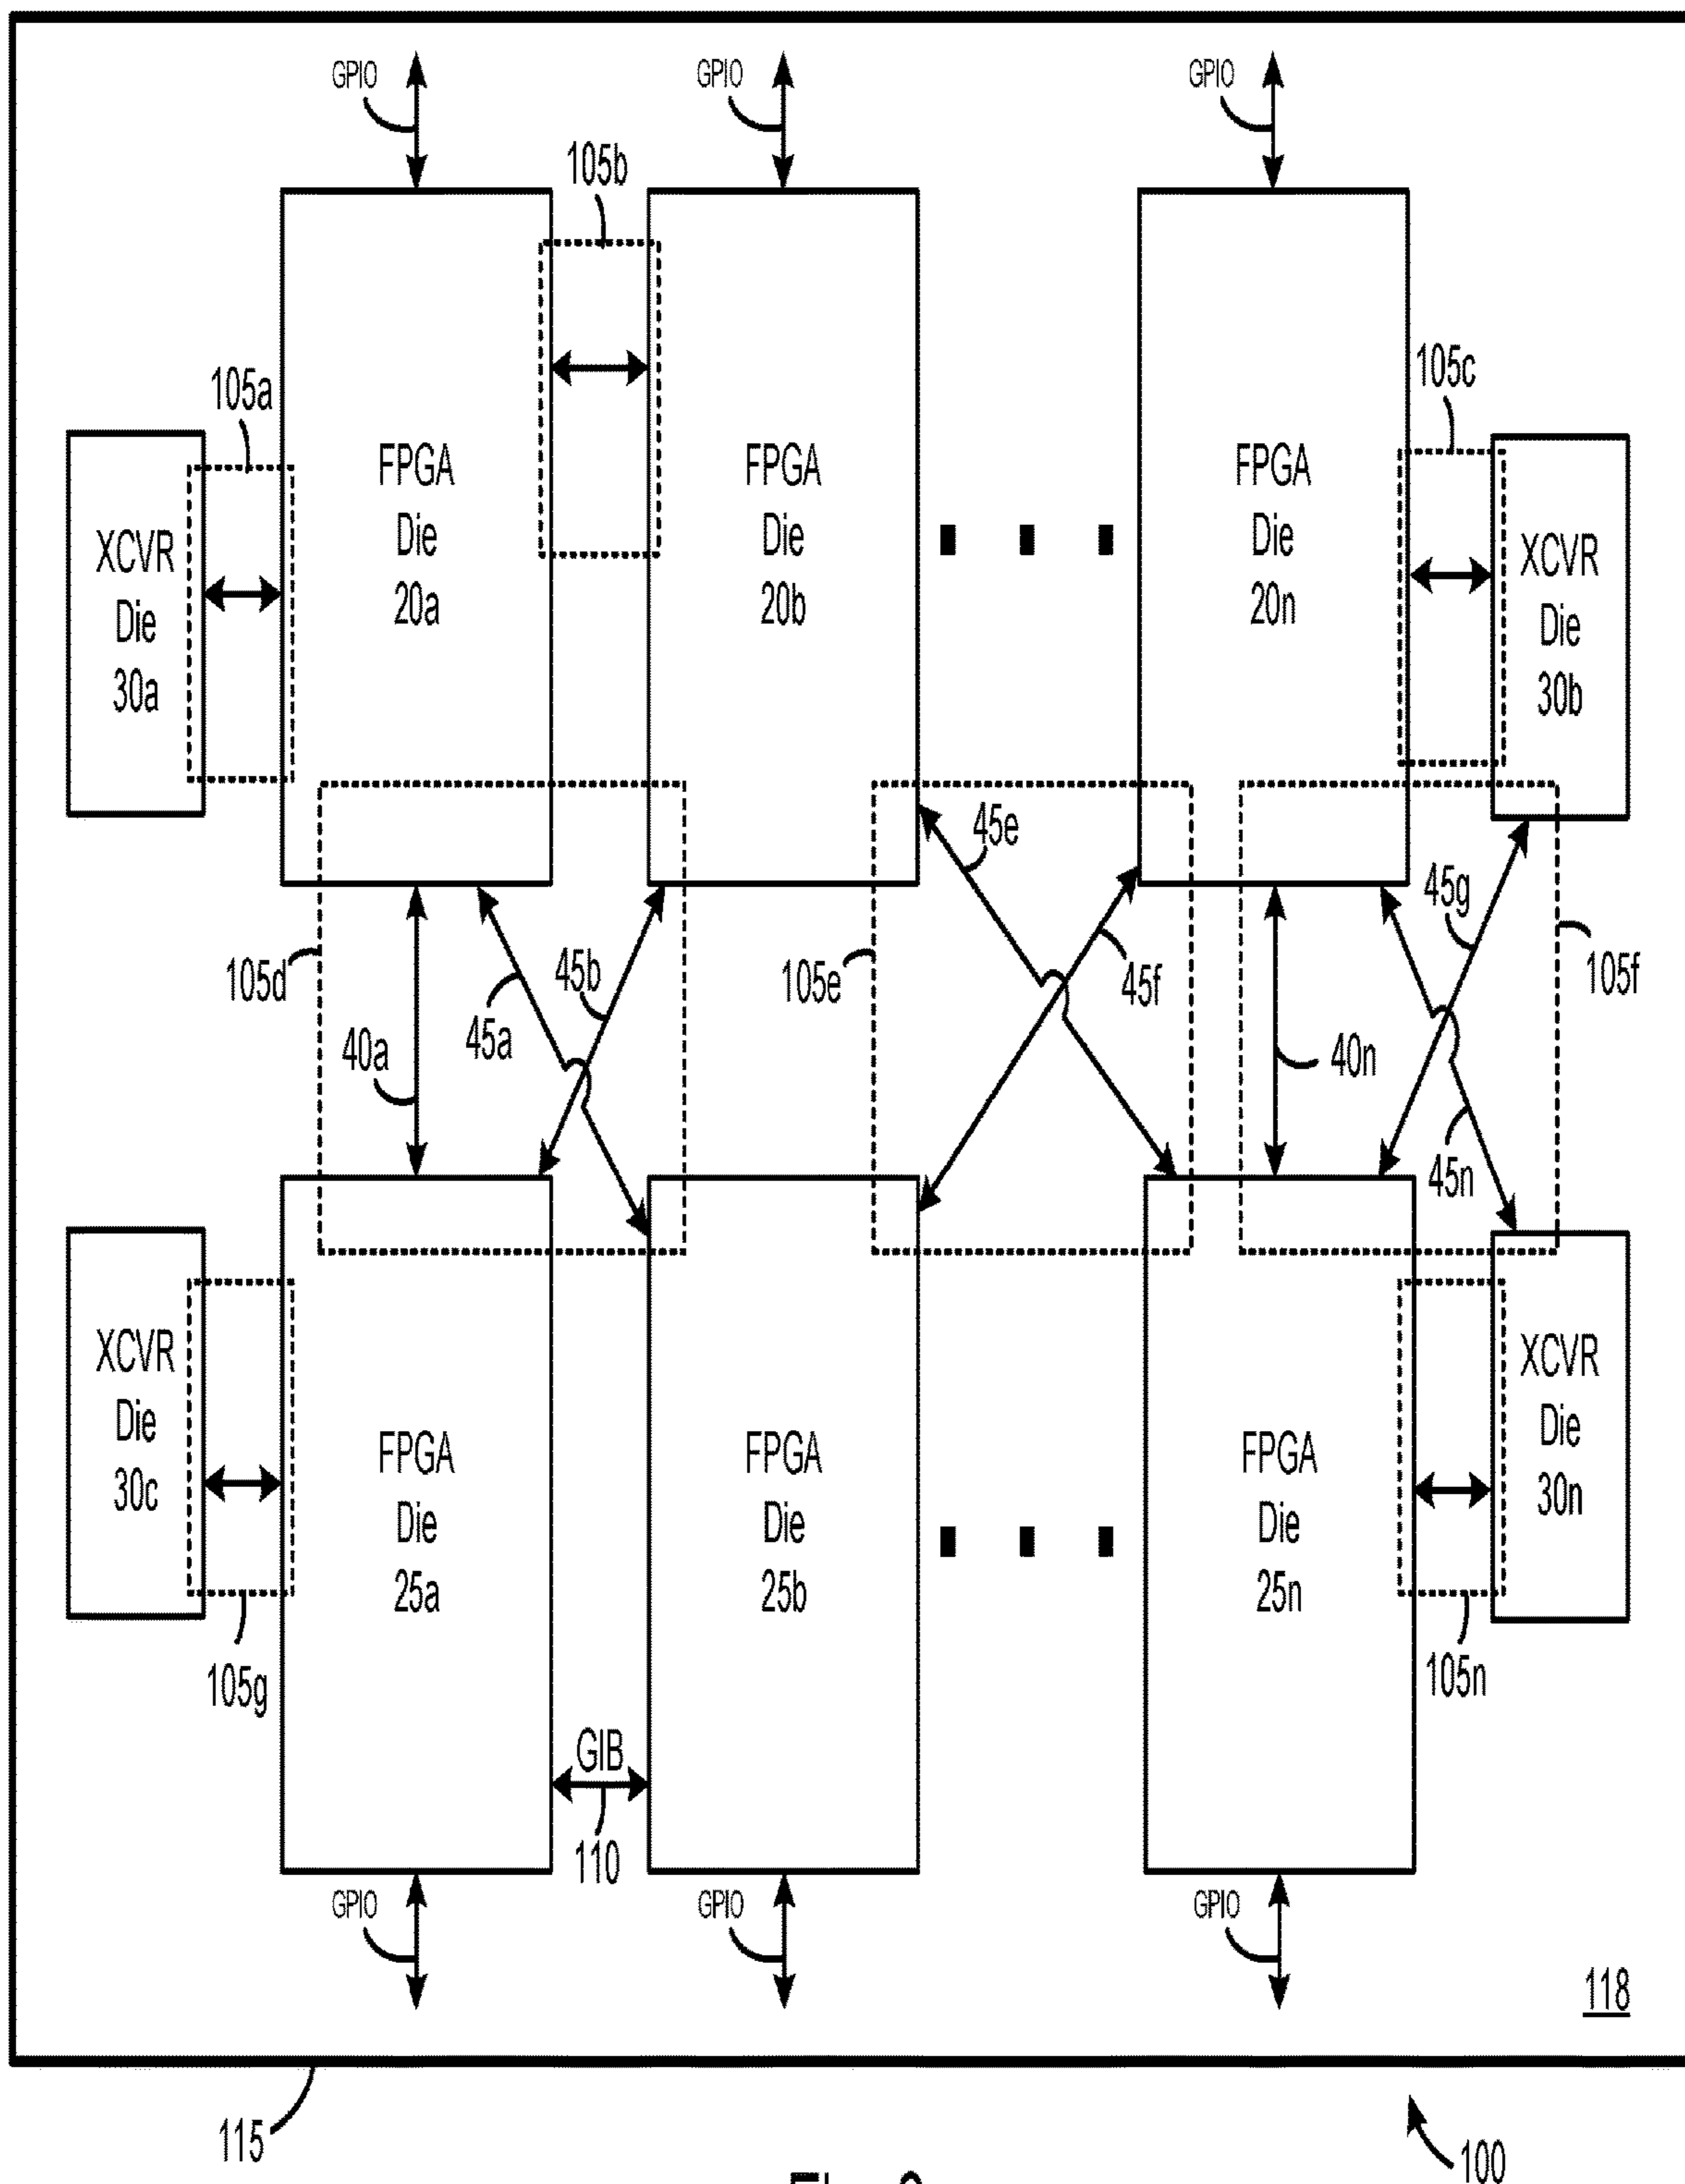 GPIO
GPIO
GPIO
105b
105c
105a
FPGA
Die
20a
FPGA
Die
20b
FPGA
Die
20n
XCVR
Die
30a
XCVR
Die
30b
45e
105d
40a
45a
45b
105e
45f
40n
45g
45n
105f
XCVR
Die
30c
FPGA
Die
25a
FPGA
Die
25b
FPGA
Die
25n
XCVR
Die
30n
105g
105n
GIB
110
GPIO
GPIO
GPIO
118
115
100